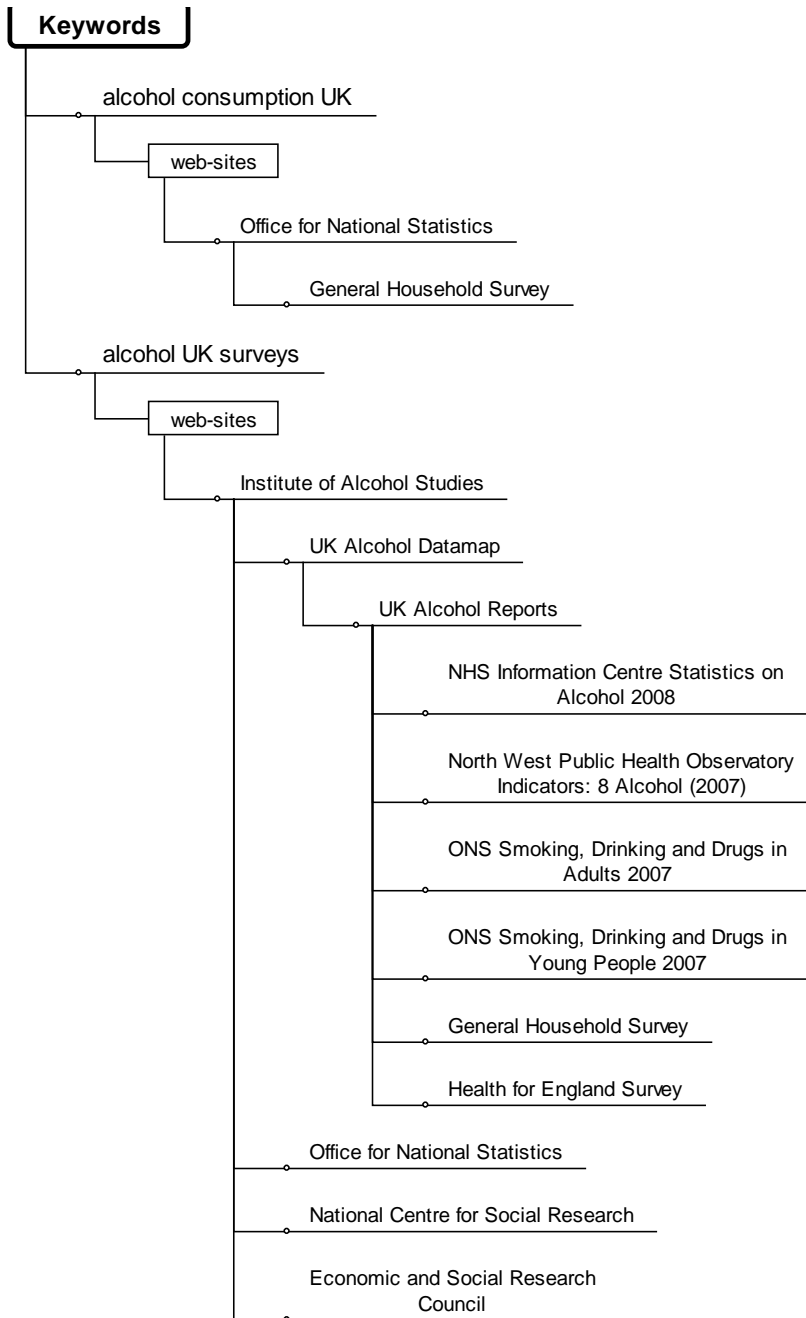 Keywords
alcohol consumption UK
web-sites
Office for National Statistics
General Household Survey
alcohol UK surveys
web-sites
Institute of Alcohol Studies
UK Alcohol Datamap
UK Alcohol Reports
NHS Information Centre Statistics on
Alcohol 2008
North West Public Health Observatory
Indicators: 8 Alcohol (2007)
ONS Smoking, Drinking and Drugs in
Adults 2007
ONS Smoking, Drinking and Drugs in
Young People 2007
General Household Survey
Health for England Survey
Office for National Statistics
National Centre for Social Research
Economic and Social Research
Council